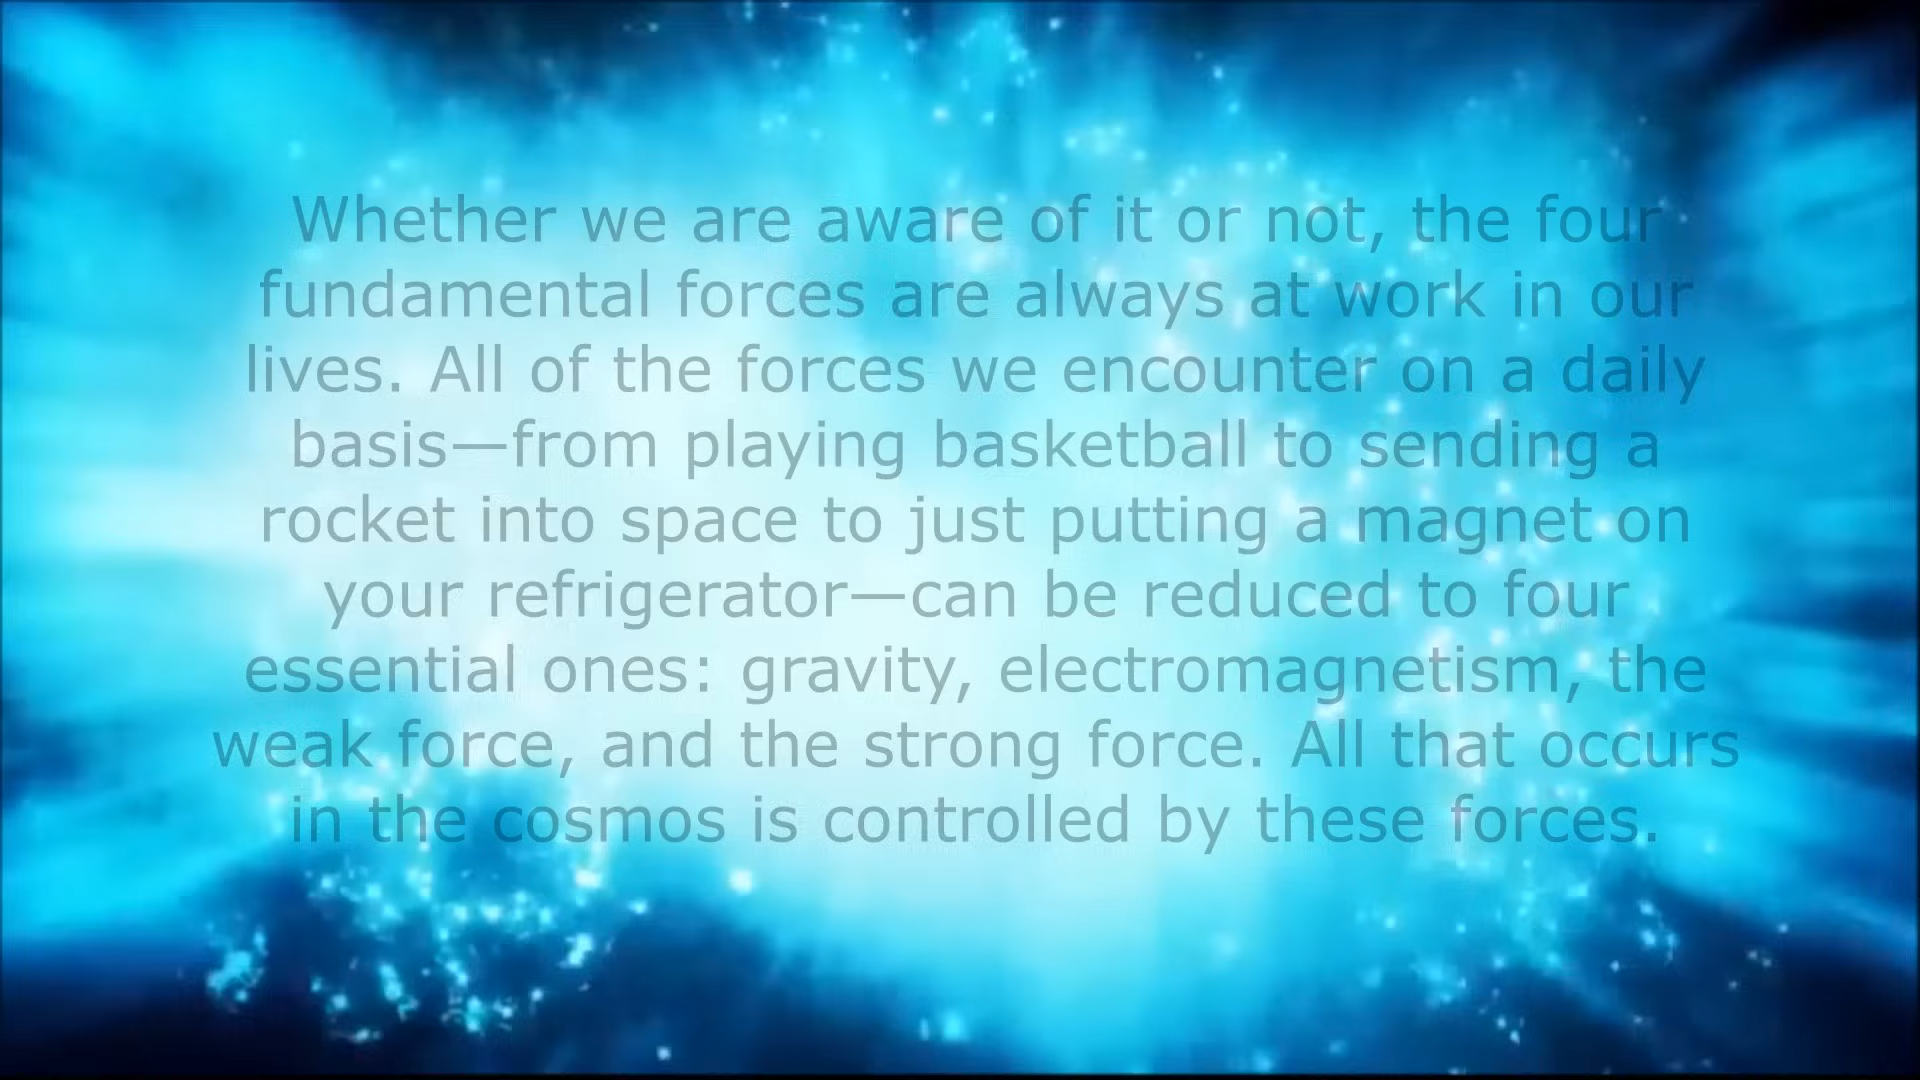 Whether we are aware of it or not, the four
fundamental forces are always at work in our
lives. All of the forces we encounter on a daily
basis—from playing basketball to sending a
rocket into space to just putting a magnet on
your refrigerator—can be reduced to four
essential ones: gravity, electromagnetism, the
weak force, and the strong force. All that occurs
in the cosmos is controlled by these forces.